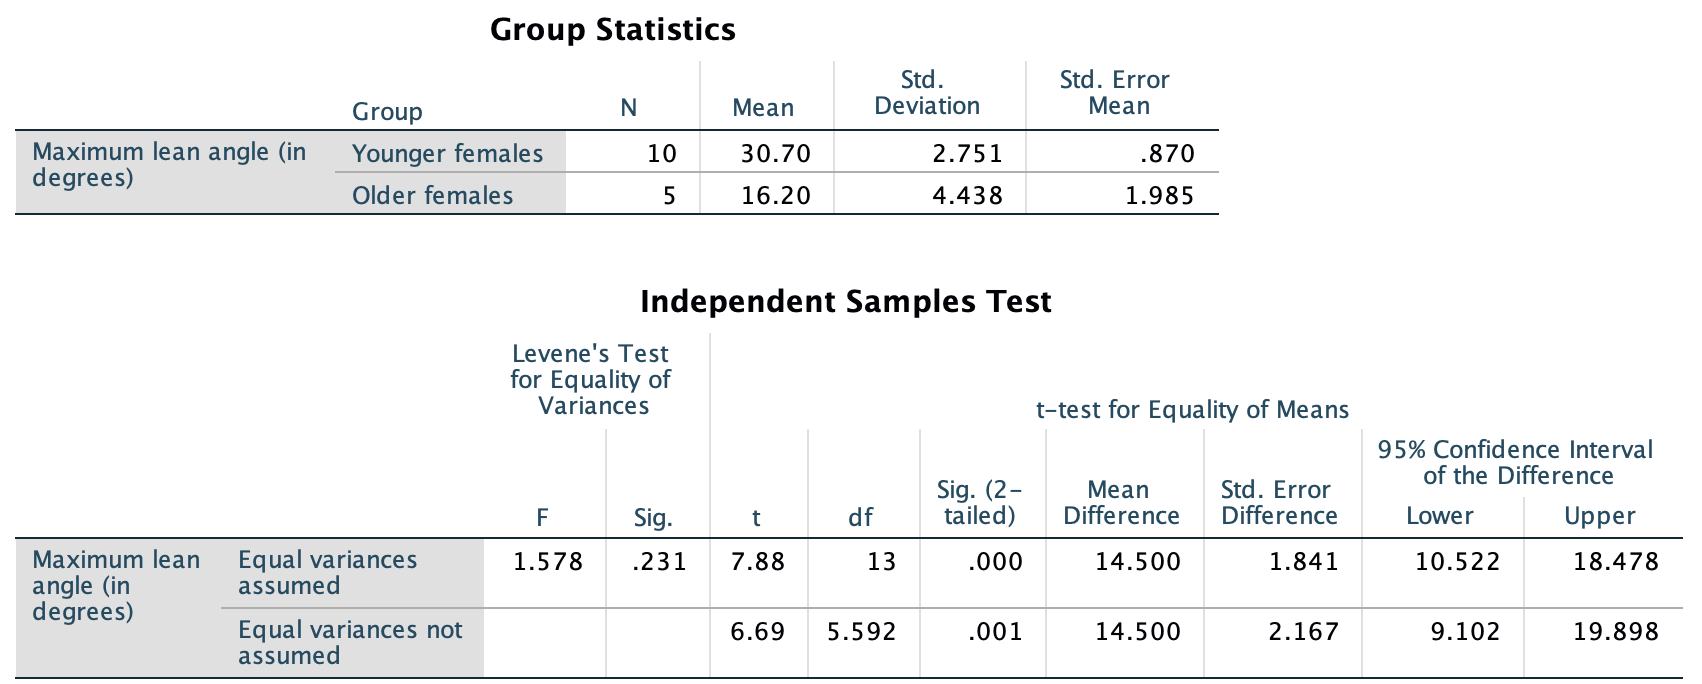 Group Statistics
Group N Mean Std. Deviation Std. Error Mean
Maximum lean angle (in degrees) Younger females 10 30.70 2.751 .870
Older females 5 16.20 4.438 1.985
Independent Samples Test
Levene's Test for Equality of Variances t-test for Equality of Means
F Sig. t df Sig. (2-tailed) Mean Difference Std. Error Difference 95% Confidence Interval of the Difference
Lower Upper
Maximum lean angle (in degrees) Equal variances assumed 1.578 .231 7.88 13 .000 14.500 1.841 10.522 18.478
Equal variances not assumed 6.69 5.592 .001 14.500 2.167 9.102 19.898